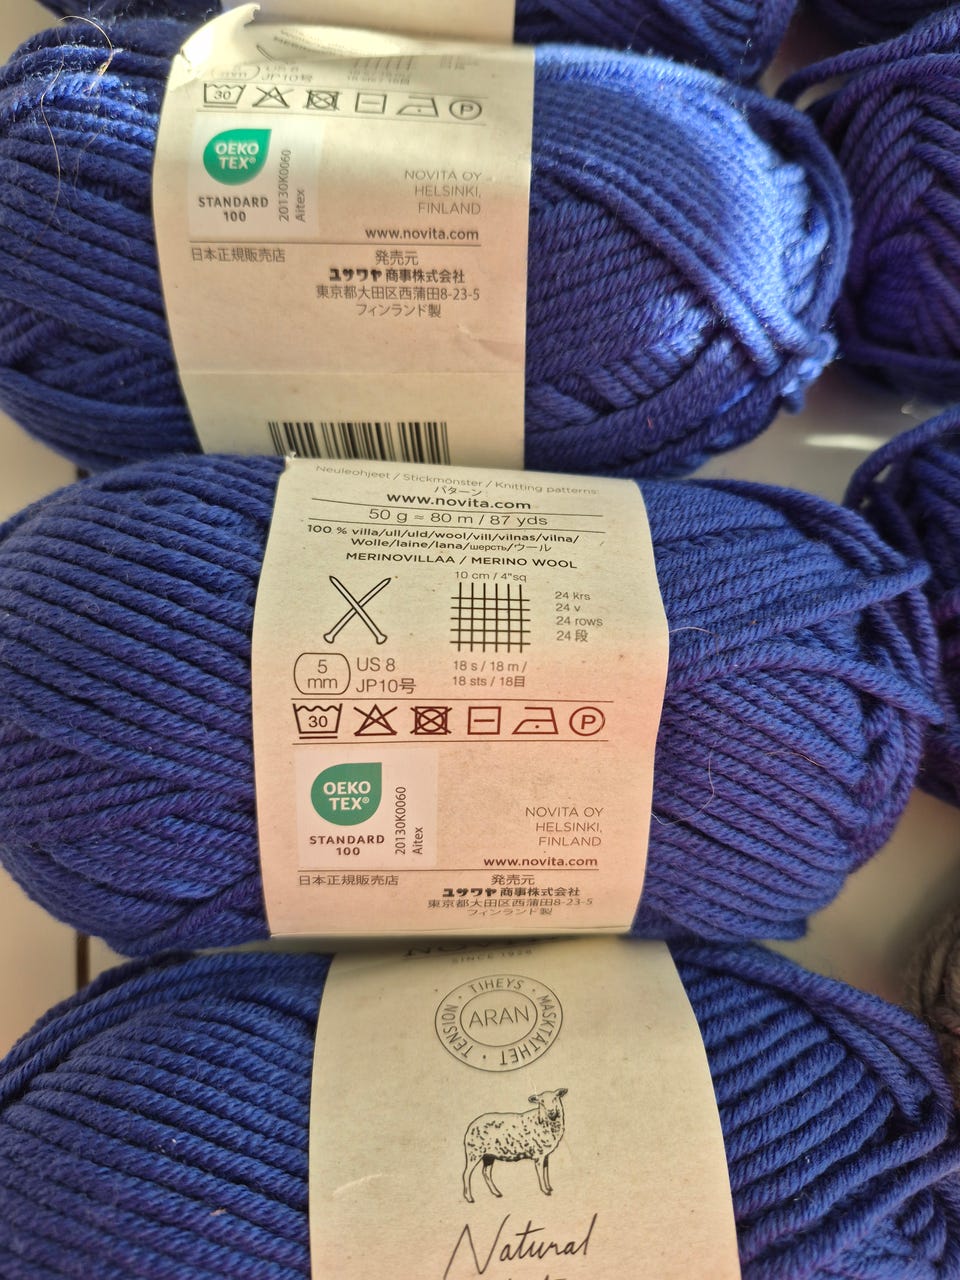 US 8
JP10号
30
P
OEKO
TEX®
STANDARD
100
20130K0060
Aitex
NOVITA OY
HELSINKI,
FINLAND
www.novita.com
日本正規販売店
発売元
ユザワヤ 商事株式会社
東京都大田区西蒲田8-23-5
フィンランド製
Neuleohjeet / Stickmönster / Knitting patterns:
パターン
www.novita.com
50 g ≈ 80 m / 87 yds
100 % villa/ull/uld/wool/vill/vilnas/vilna/
Wolle/laine/lana/шерсть/ウール
MERINOVILLAA / MERINO WOOL
10 cm / 4"sq
24 krs
24 v
24 rows
24 段
5
mm
US 8
JP10号
18 s / 18 m /
18 sts / 18目
30
P
OEKO
TEX®
STANDARD
100
20130K0060
Aitex
NOVITA OY
HELSINKI,
FINLAND
www.novita.com
日本正規販売店
発売元
ユザワヤ 商事株式会社
東京都大田区西蒲田8-23-5
フィンランド製
SINCE 1928
TIHEYS · MASKTÄTHET · TENSION ·
ARAN
Natural